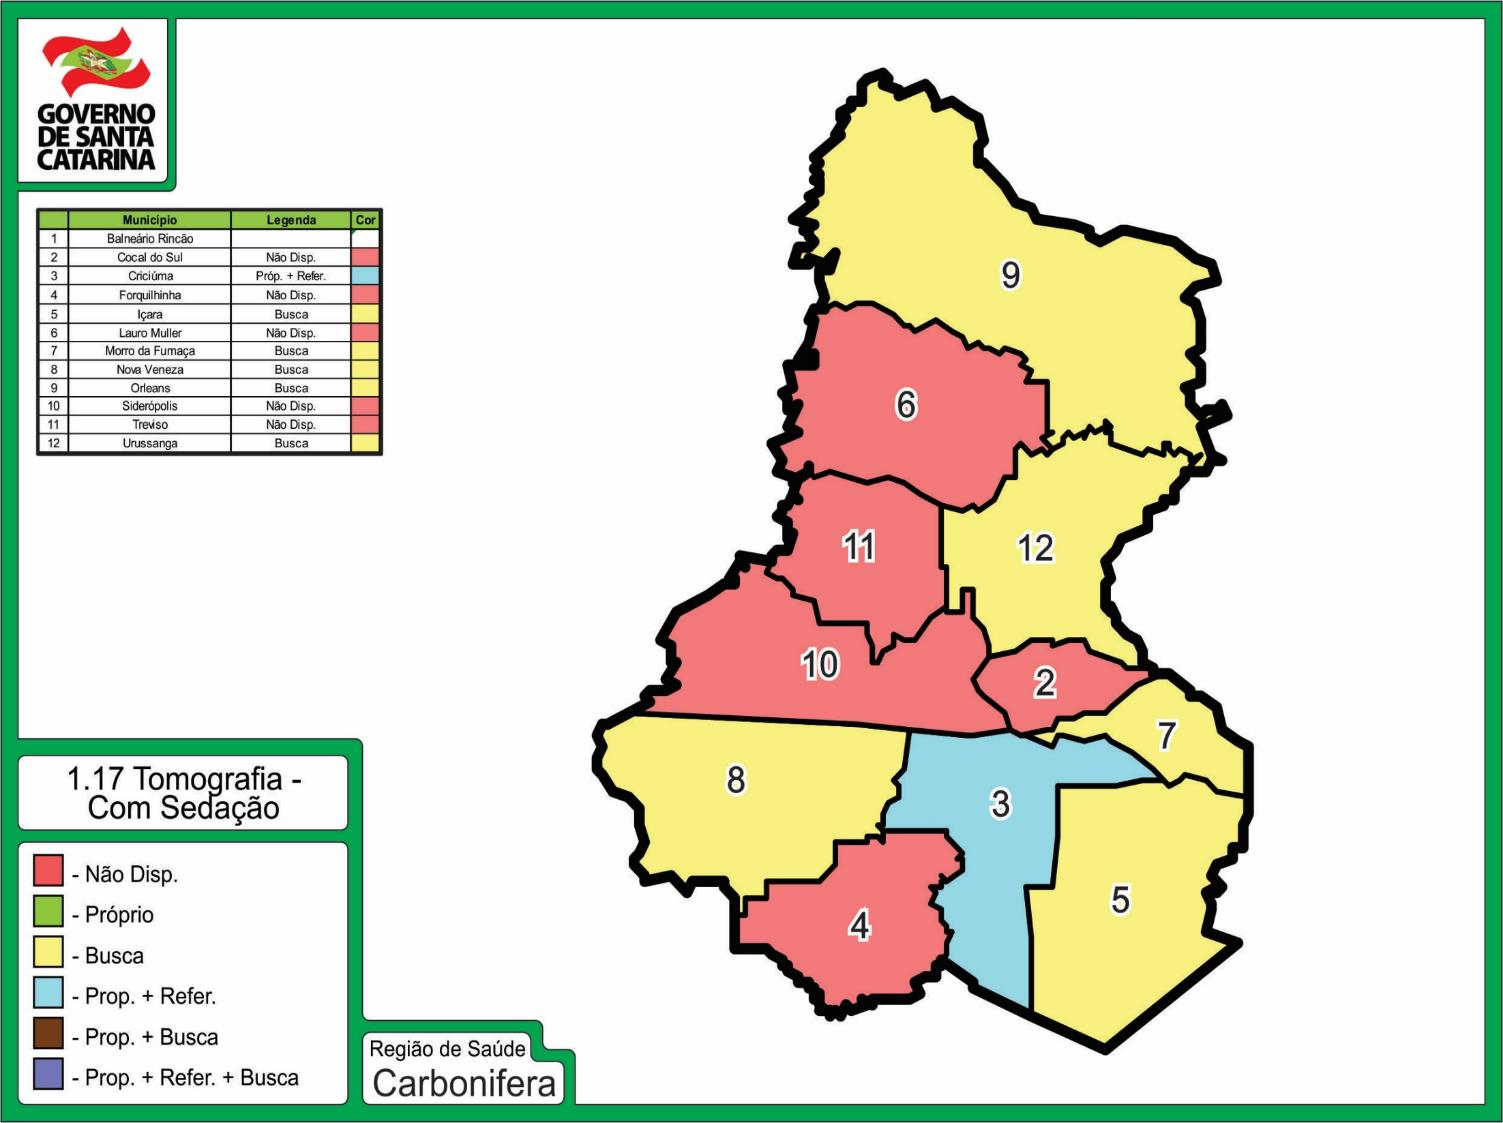 GOVERNO
DE SANTA
CATARINA
Município Legenda Cor
1 Balneário Rincão
2 Cocal do Sul Não Disp.
3 Criciúma Próp. + Refer.
4 Forquilhinha Não Disp.
5 Içara Busca
6 Lauro Muller Não Disp.
7 Morro da Fumaça Busca
8 Nova Veneza Busca
9 Orleans Busca
10 Siderópolis Não Disp.
11 Treviso Não Disp.
12 Urussanga Busca
9
6
11
12
10
2
7
8
3
5
4
1.17 Tomografia -
Com Sedação
- Não Disp.
- Próprio
- Busca
- Prop. + Refer.
- Prop. + Busca
- Prop. + Refer. + Busca
Região de Saúde
Carbonifera